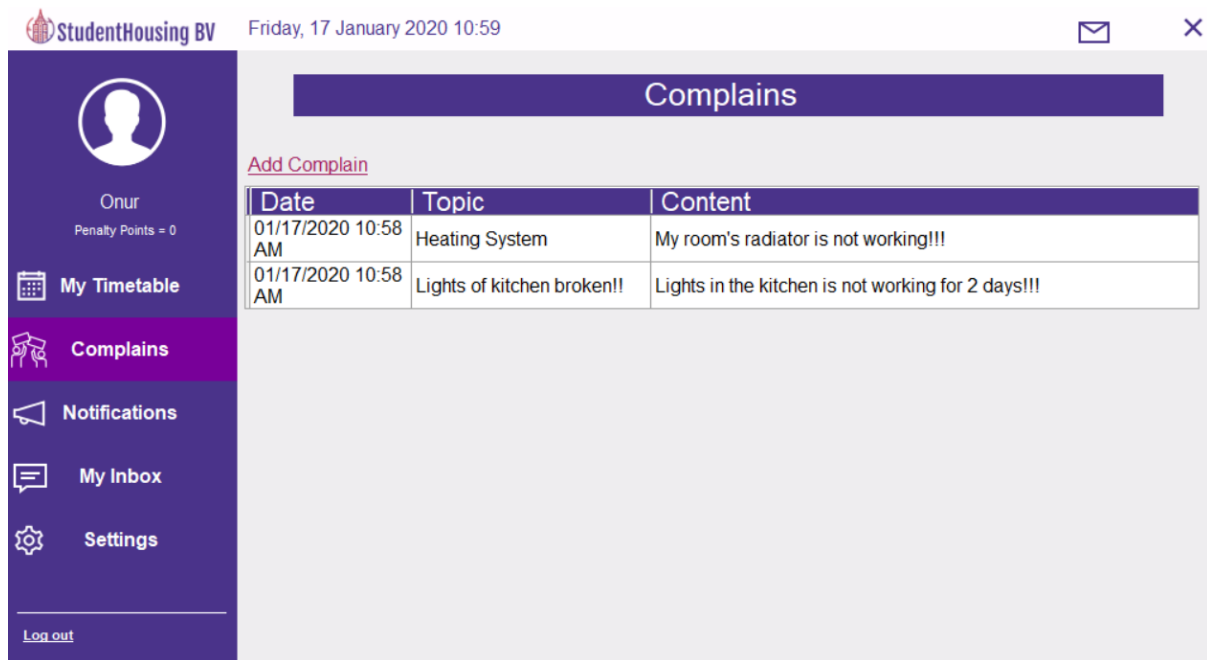 StudentHousing BV
Friday, 17 January 2020 10:59
Onur
Penalty Points = 0
My Timetable
Complains
Notifications
My Inbox
Settings
Log out
Complains
Add Complain
Date Topic Content
01/17/2020 10:58
AM
Heating System
My room's radiator is not working!!!
01/17/2020 10:58
AM
Lights of kitchen broken!!
Lights in the kitchen is not working for 2 days!!!